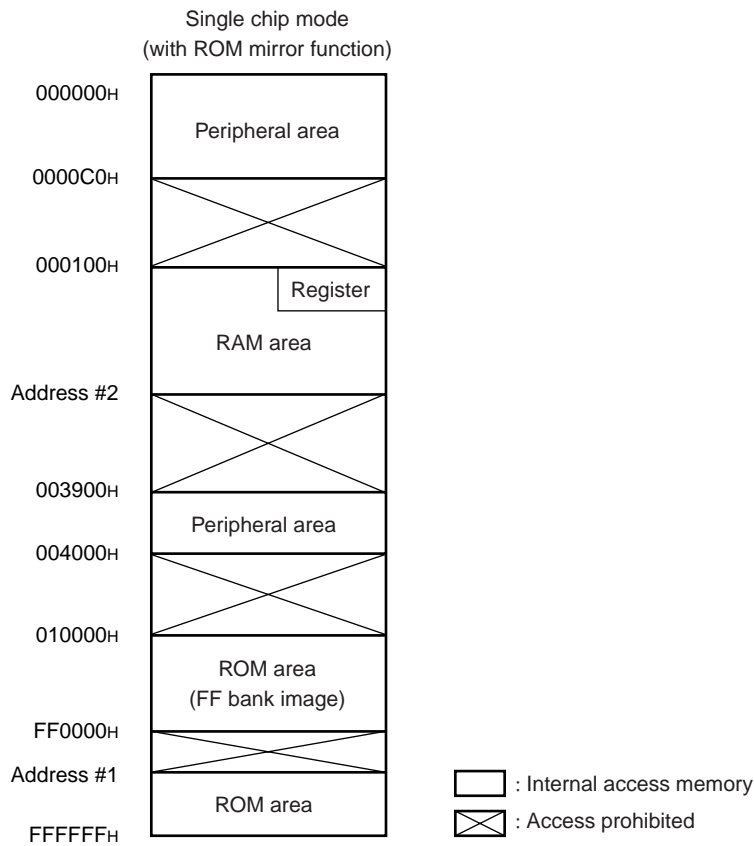 Single chip mode
(with ROM mirror function)
000000H
Peripheral area
0000C0H
000100H
Register
RAM area
Address #2
003900H
Peripheral area
004000H
010000H
ROM area
(FF bank image)
FF0000H
Address #1
ROM area
FFFFFFH
: Internal access memory
: Access prohibited